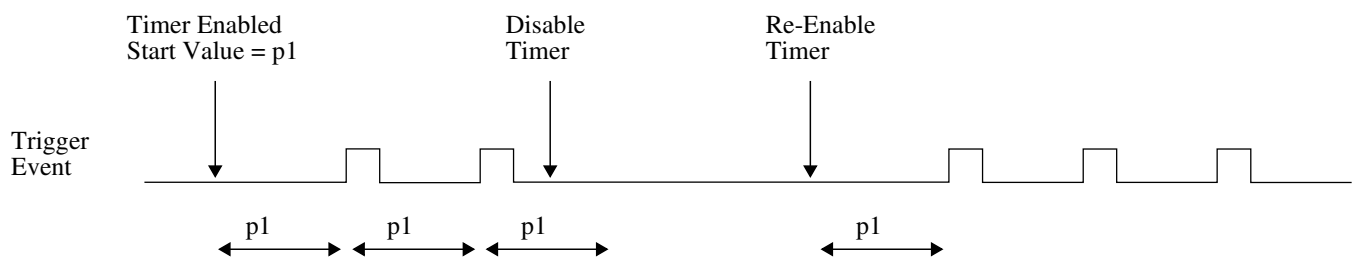 Timer Enabled
Start Value = p1
Disable
Timer
Re-Enable
Timer
Trigger
Event
p1
p1
p1
p1